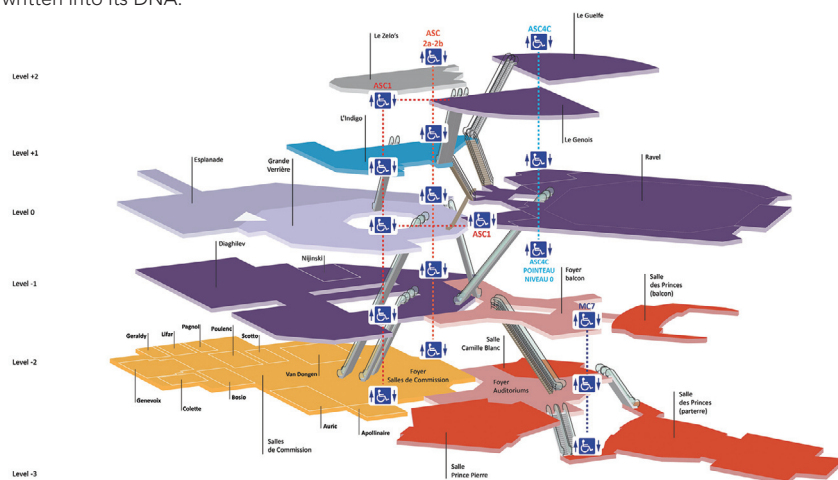 written into its DNA.
Le Guelfe
ASC4C
ASC
2a-2b
Le Zelo's
Level +2
ASC1
L'Indigo
Le Genois
Level +1
Esplanade
Grande
Verrière
Ravel
Level 0
ASC1
Diaghilev
Nijinski
ASC4C
POINTEAU
NIVEAU 0
Foyer
balcon
Salle
des Princes
(balcon)
Level -1
MC7
Geraldy
Lifar
Pagnol
Poulenc
Scotto
Salle
Camille Blanc
Level -2
Van Dongen
Foyer
Salles de Commission
Foyer
Auditoriums
Genevoix
Colette
Bosio
Salle
des Princes
(parterre)
Auric
Apollinaire
Salles
de Commission
Salle
Prince Pierre
Level -3